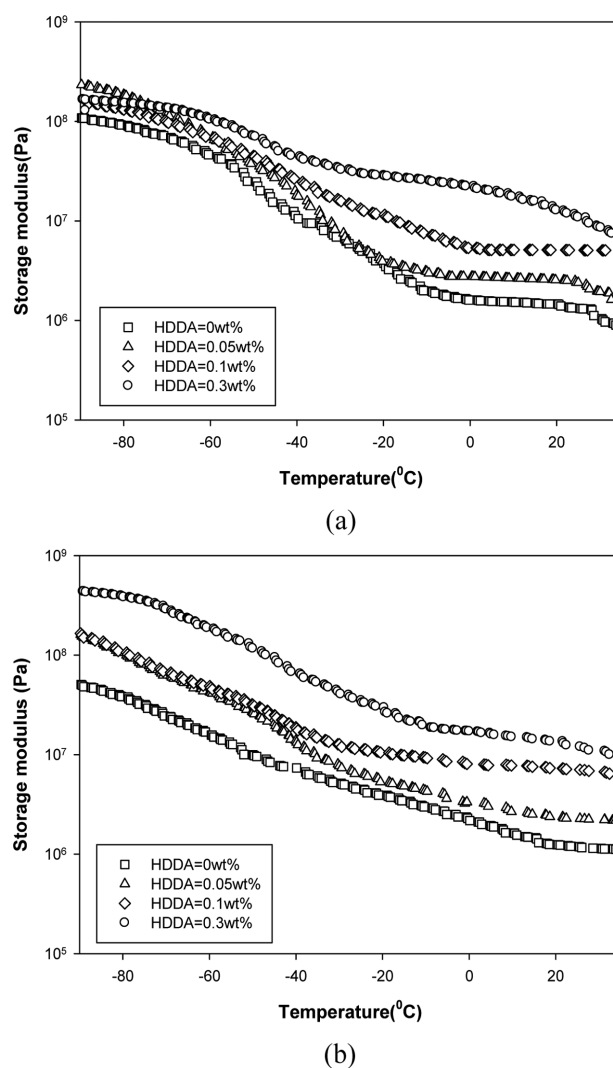 10⁹
10⁸
10⁷
10⁶
10⁵
Storage modulus(Pa)
HDDA=0wt%
HDDA=0.05wt%
HDDA=0.1wt%
HDDA=0.3wt%
-80 -60 -40 -20 0 20
Temperature(⁰C)
(a)
10⁹
10⁸
10⁷
10⁶
10⁵
Storage modulus (Pa)
HDDA=0wt%
HDDA=0.05wt%
HDDA=0.1wt%
HDDA=0.3wt%
-80 -60 -40 -20 0 20
Temperature(⁰C)
(b)